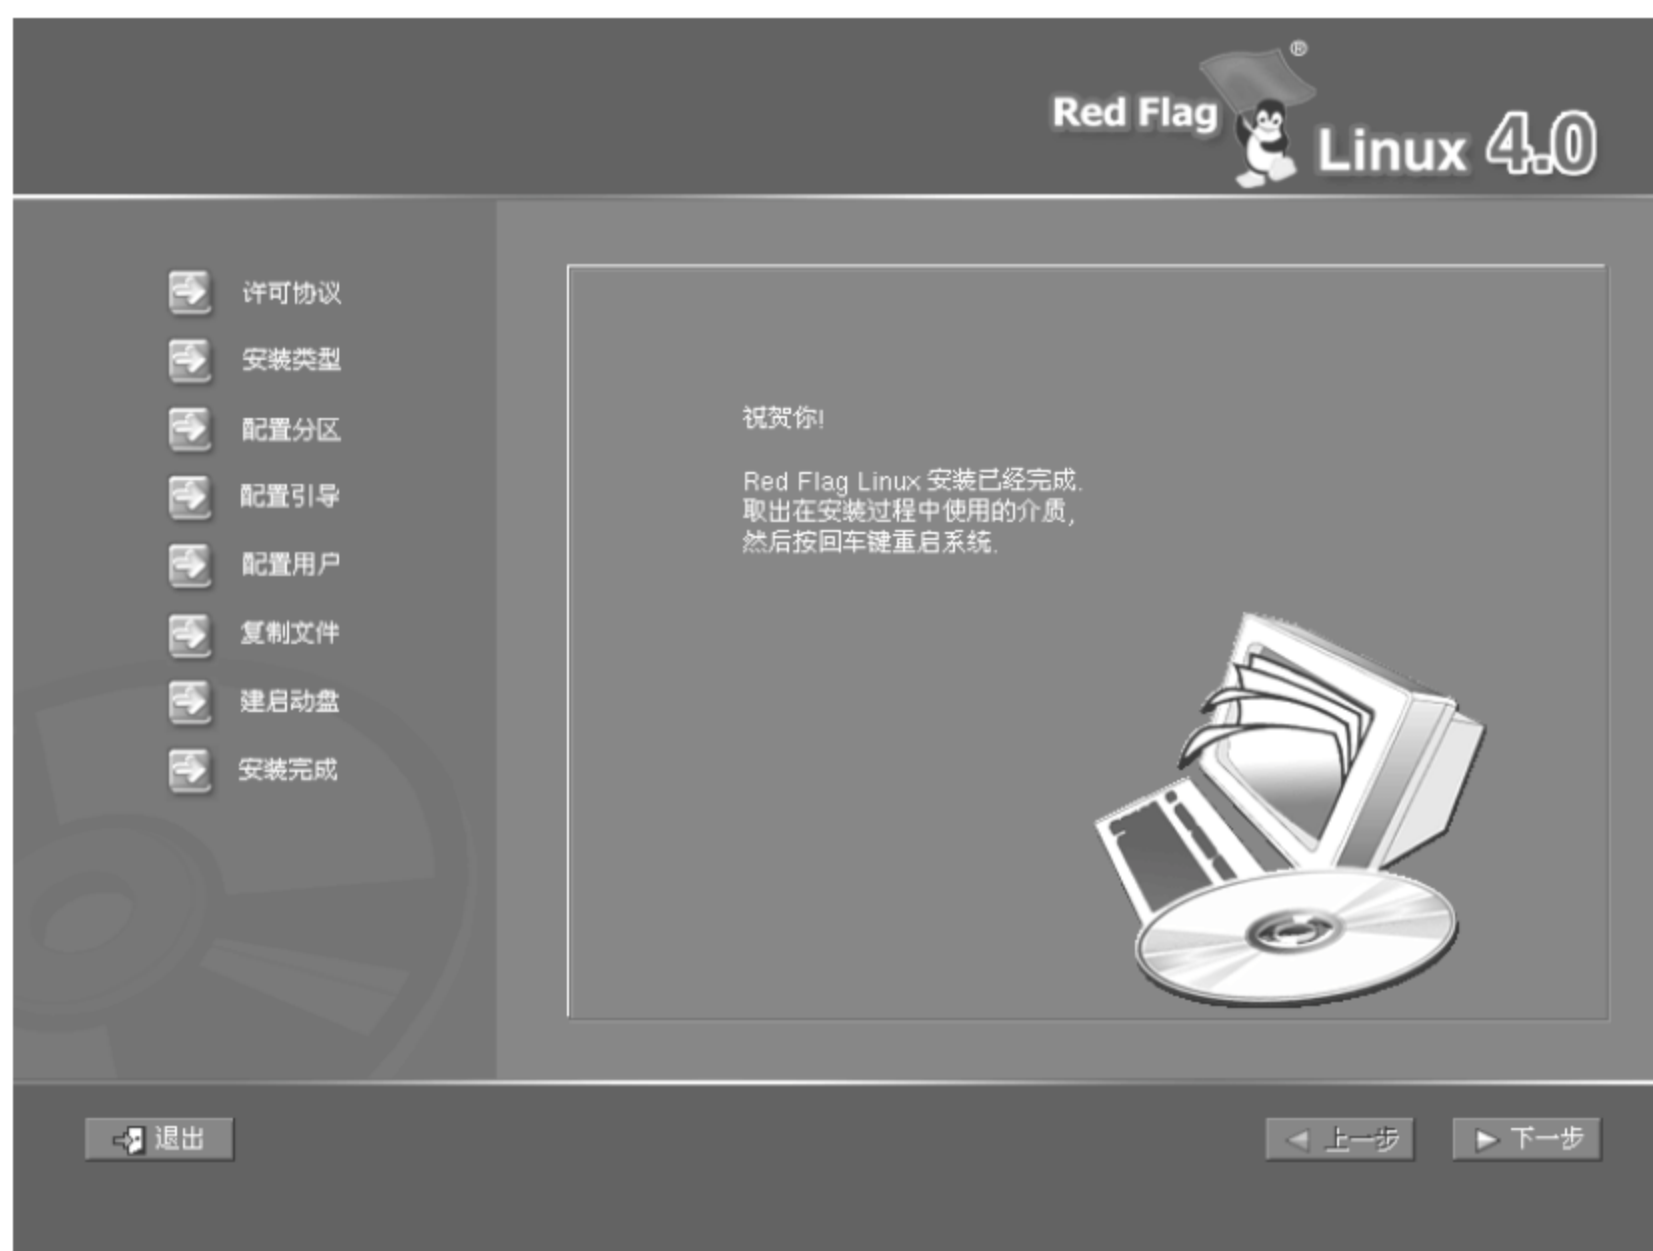 Red Flag
®
Linux 4.0
许可协议
安装类型
配置分区
配置引导
配置用户
复制文件
建启动盘
安装完成
祝贺你!
Red Flag Linux 安装已经完成.
取出在安装过程中使用的介质,
然后按回车键重启系统.
退出
上一步
下一步